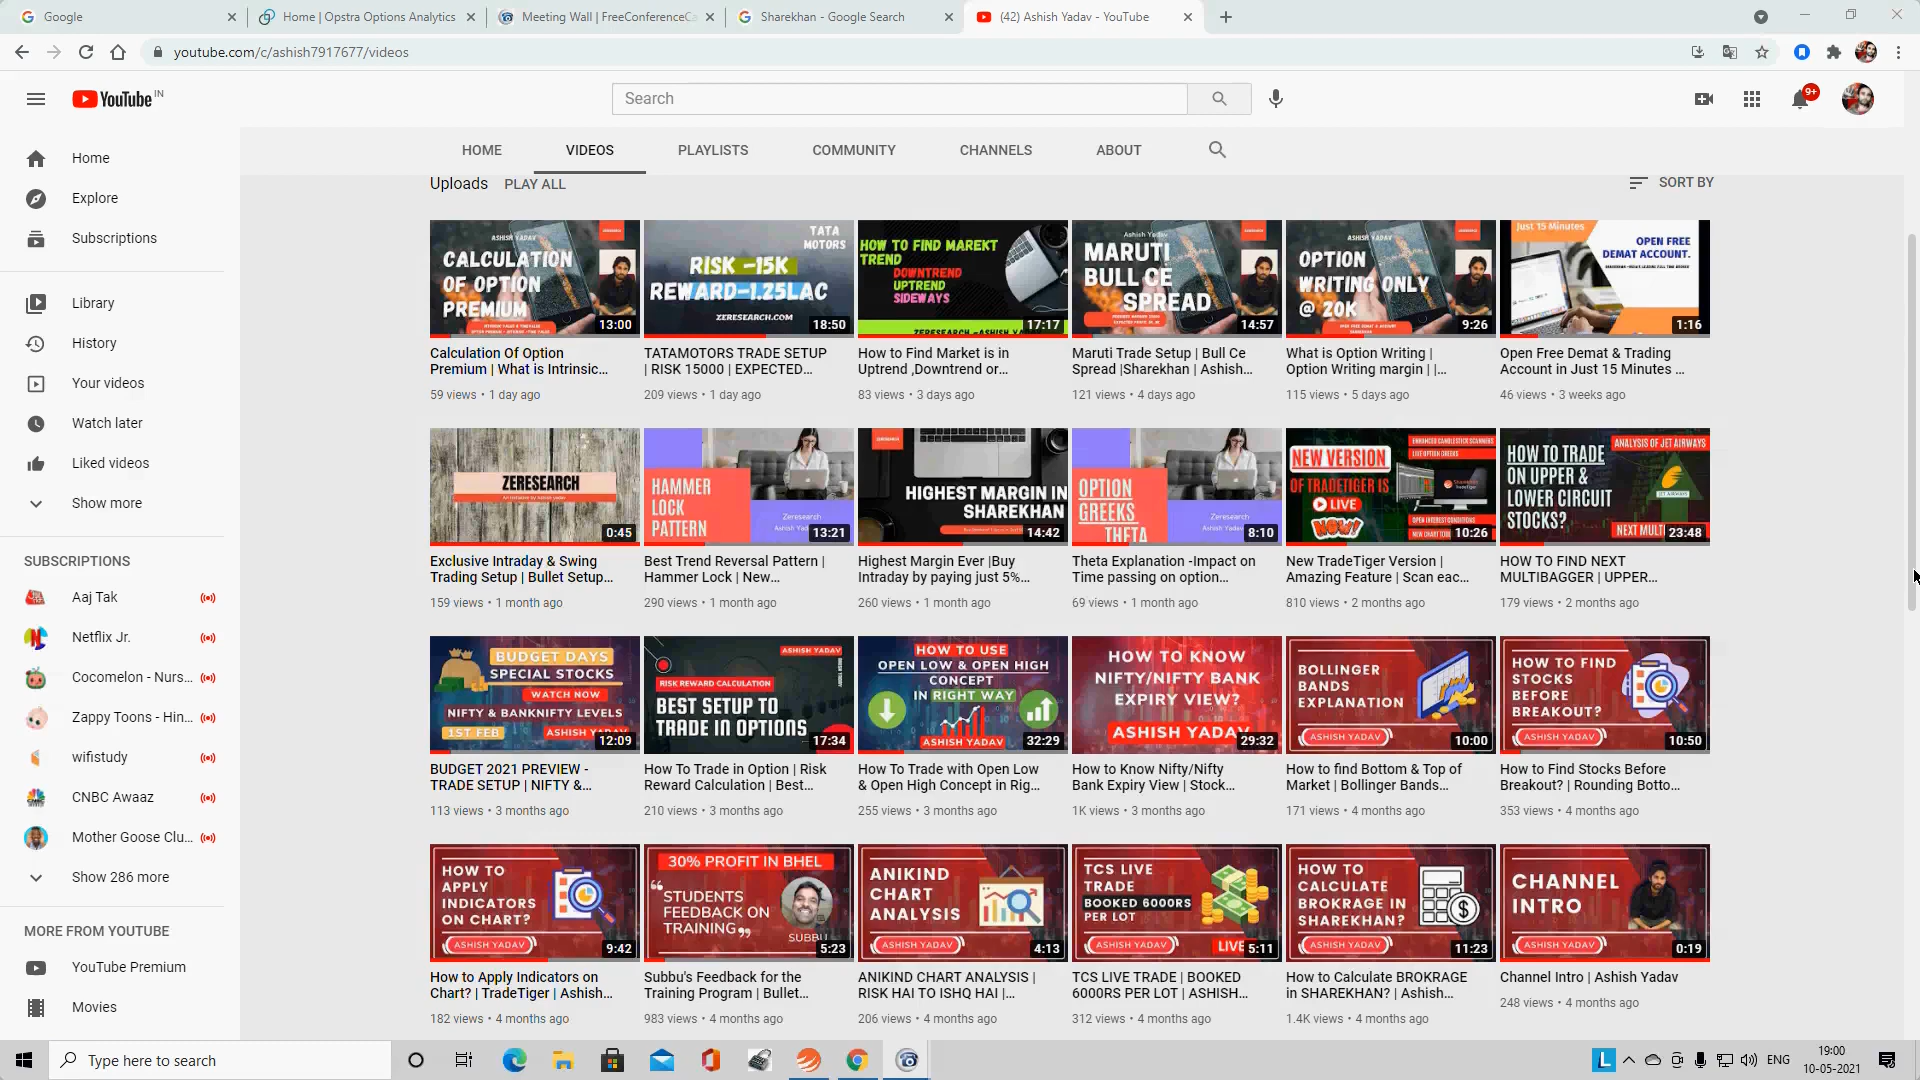 Google
Home | Opstra Options Analytics
Meeting Wall | FreeConferenceCa
Sharekhan - Google Search
(42) Ashish Yadav - YouTube
youtube.com/c/ashish7917677/videos
YouTube IN
Search
9+
HOME VIDEOS PLAYLISTS COMMUNITY CHANNELS ABOUT
Uploads PLAY ALL
SORT BY
Home
Explore
Subscriptions
Library
History
Your videos
Watch later
Liked videos
Show more
SUBSCRIPTIONS
Aaj Tak
Netflix Jr.
Cocomelon - Nurs...
Zappy Toons - Hin...
wifistudy
CNBC Awaaz
Mother Goose Clu...
Show 286 more
MORE FROM YOUTUBE
YouTube Premium
Movies
ASHISH YADAV
CALCULATION
OF OPTION
PREMIUM
13:00
Calculation Of Option
Premium | What is Intrinsic...
59 views • 1 day ago
TATA
MOTORS
RISK -15K
REWARD-1.25LAC
ZERESEARCH.COM
18:50
TATAMOTORS TRADE SETUP
| RISK 15000 | EXPECTED...
209 views • 1 day ago
HOW TO FIND MAREKT
TREND
DOWNTREND
UPTREND
SIDEWAYS
17:17
How to Find Market is in
Uptrend ,Downtrend or...
83 views • 3 days ago
Ashish Yadav
MARUTI
BULL CE
SPREAD
14:57
Maruti Trade Setup | Bull Ce
Spread |Sharekhan | Ashish...
121 views • 4 days ago
ASHISH YADAV
OPTION
WRITING ONLY
@ 20K
9:26
What is Option Writing |
Option Writing margin | |...
115 views • 5 days ago
Just 15 Minutes
OPEN FREE
DEMAT ACCOUNT.
1:16
Open Free Demat & Trading
Account in Just 15 Minutes ...
46 views • 3 weeks ago
ZERESEARCH
0:45
Exclusive Intraday & Swing
Trading Setup | Bullet Setup...
159 views • 1 month ago
HAMMER
LOCK
PATTERN
Zeresearch
13:21
Best Trend Reversal Pattern |
Hammer Lock | New...
290 views • 1 month ago
HIGHEST MARGIN IN
SHAREKHAN
14:42
Highest Margin Ever |Buy
Intraday by paying just 5%...
260 views • 1 month ago
OPTION
GREEKS
THETA
Zeresearch
8:10
Theta Explanation -Impact on
Time passing on option...
69 views • 1 month ago
ENHANCED CANDLESTICK SCANNERS
LIVE OPTION GREEKS
NEW VERSION
OF TRADETIGER IS
LIVE
NOW!
OPEN INTEREST CONDITIONS
10:26
New TradeTiger Version |
Amazing Feature | Scan eac...
810 views • 2 months ago
ANALYSIS OF JET AIRWAYS
HOW TO TRADE
ON UPPER &
LOWER CIRCUIT
STOCKS?
JET AIRWAYS
NEXT MULTI
23:48
HOW TO FIND NEXT
MULTIBAGGER | UPPER...
179 views • 2 months ago
BUDGET DAYS
SPECIAL STOCKS
WATCH NOW
NIFTY & BANKNIFTY LEVELS
1ST FEB
12:09
BUDGET 2021 PREVIEW -
TRADE SETUP | NIFTY &...
113 views • 3 months ago
ASHISH YADAV
RISK REWARD CALCULATION
BEST SETUP TO
TRADE IN OPTIONS
17:34
How To Trade in Option | Risk
Reward Calculation | Best...
210 views • 3 months ago
HOW TO USE
OPEN LOW & OPEN HIGH
CONCEPT
IN RIGHT WAY
ASHISH YADAV
32:29
How To Trade with Open Low
& Open High Concept in Rig...
255 views • 3 months ago
HOW TO KNOW
NIFTY/NIFTY BANK
EXPIRY VIEW?
ASHISH YADAV
29:32
How to Know Nifty/Nifty
Bank Expiry View | Stock...
1K views • 3 months ago
BOLLINGER
BANDS
EXPLANATION
ASHISH YADAV
10:00
How to find Bottom & Top of
Market | Bollinger Bands...
171 views • 4 months ago
HOW TO FIND
STOCKS
BEFORE
BREAKOUT?
ASHISH YADAV
10:50
How to Find Stocks Before
Breakout? | Rounding Botto...
353 views • 4 months ago
HOW TO
APPLY
INDICATORS
ON CHART?
ASHISH YADAV
9:42
How to Apply Indicators on
Chart? | TradeTiger | Ashish...
182 views • 4 months ago
30% PROFIT IN BHEL
“STUDENTS
FEEDBACK ON
TRAINING”
SUBBU
5:23
Subbu's Feedback for the
Training Program | Bullet...
983 views • 4 months ago
ANIKIND
CHART
ANALYSIS
ASHISH YADAV
4:13
ANIKIND CHART ANALYSIS |
RISK HAI TO ISHQ HAI |...
206 views • 4 months ago
TCS LIVE
TRADE
BOOKED 6000RS
PER LOT
ASHISH YADAV
LIVE
5:11
TCS LIVE TRADE | BOOKED
6000RS PER LOT | ASHISH...
312 views • 4 months ago
HOW TO
CALCULATE
BROKRAGE IN
SHAREKHAN?
ASHISH YADAV
11:23
How to Calculate BROKRAGE
in SHAREKHAN? | Ashish...
1.4K views • 4 months ago
CHANNEL
INTRO
ASHISH YADAV
0:19
Channel Intro | Ashish Yadav
248 views • 4 months ago
Type here to search
L
ENG
19:00
10-05-2021